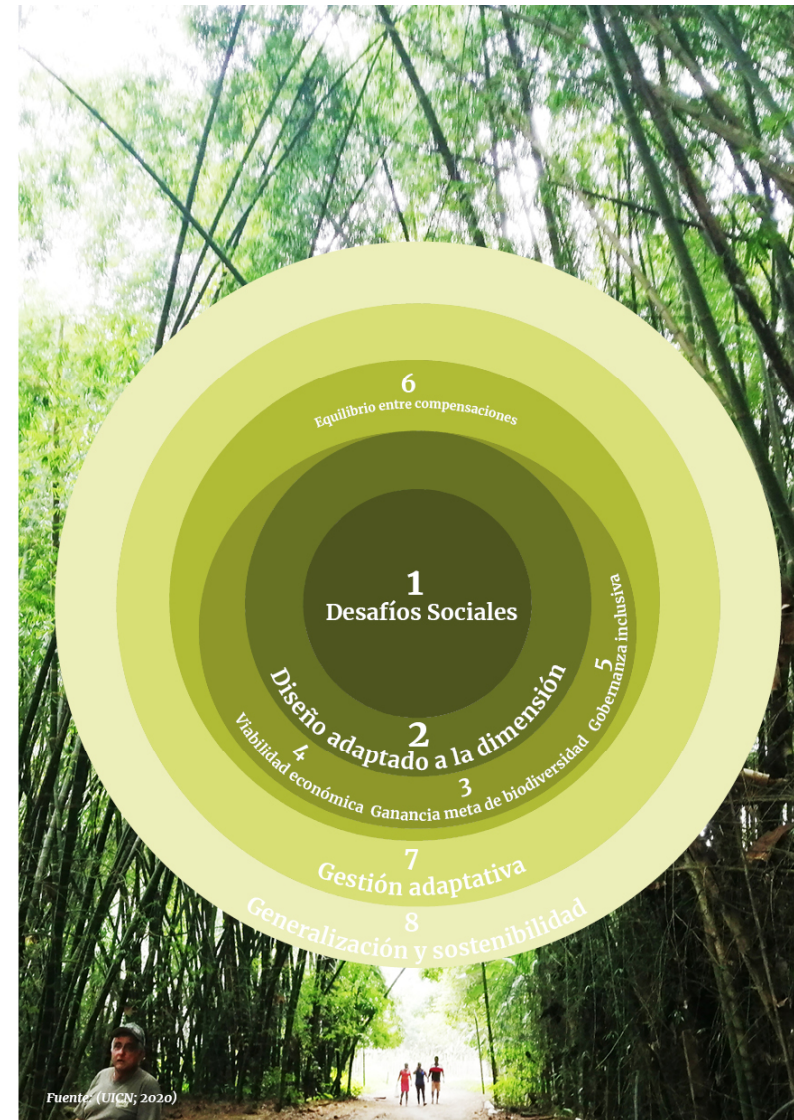 6
Equilibrio entre compensaciones
1
Desafíos Sociales
2
Diseño adaptado a la dimensión
4
Viabilidad económica
3
Ganancia meta de biodiversidad
5
Gobernanza inclusiva
7
Gestión adaptativa
8
Generalización y sostenibilidad
Fuente: (UICN; 2020)